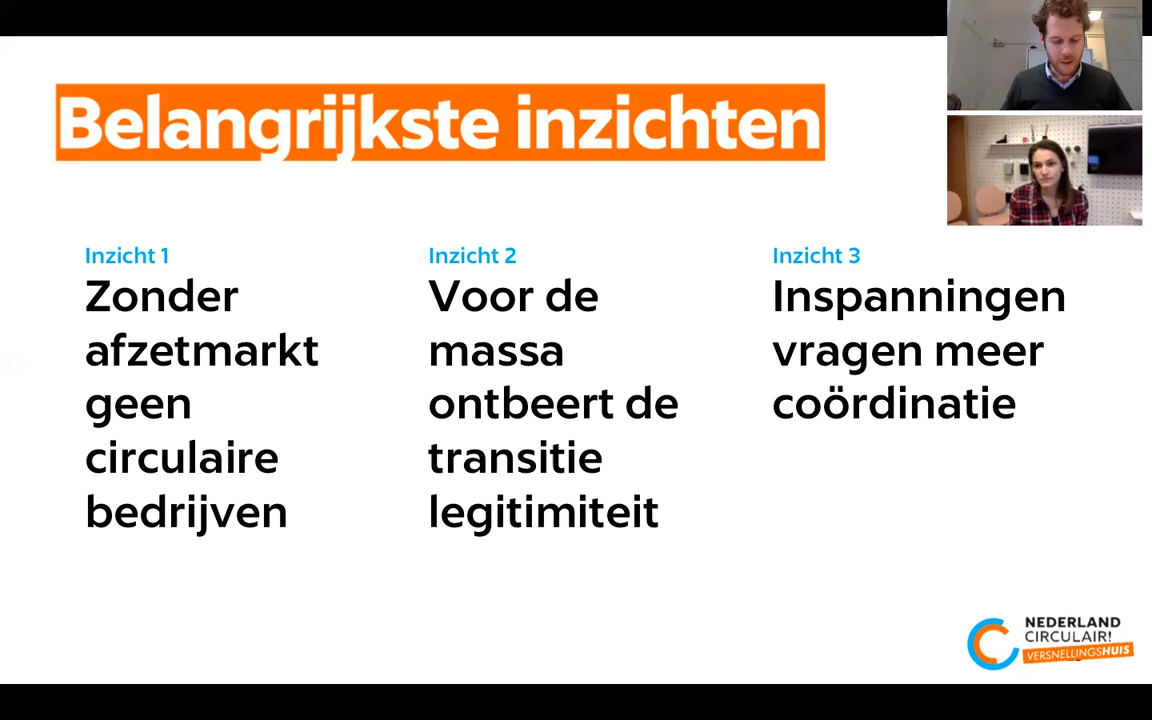 Belangrijkste inzichten
Inzicht 1
Zonder
afzetmarkt
geen
circulaire
bedrijven
Inzicht 2
Voor de
massa
ontbeert de
transitie
legitimiteit
Inzicht 3
Inspanningen
vragen meer
coördinatie
NEDERLAND
CIRCULAIR!
VERSNELLINGSHUIS